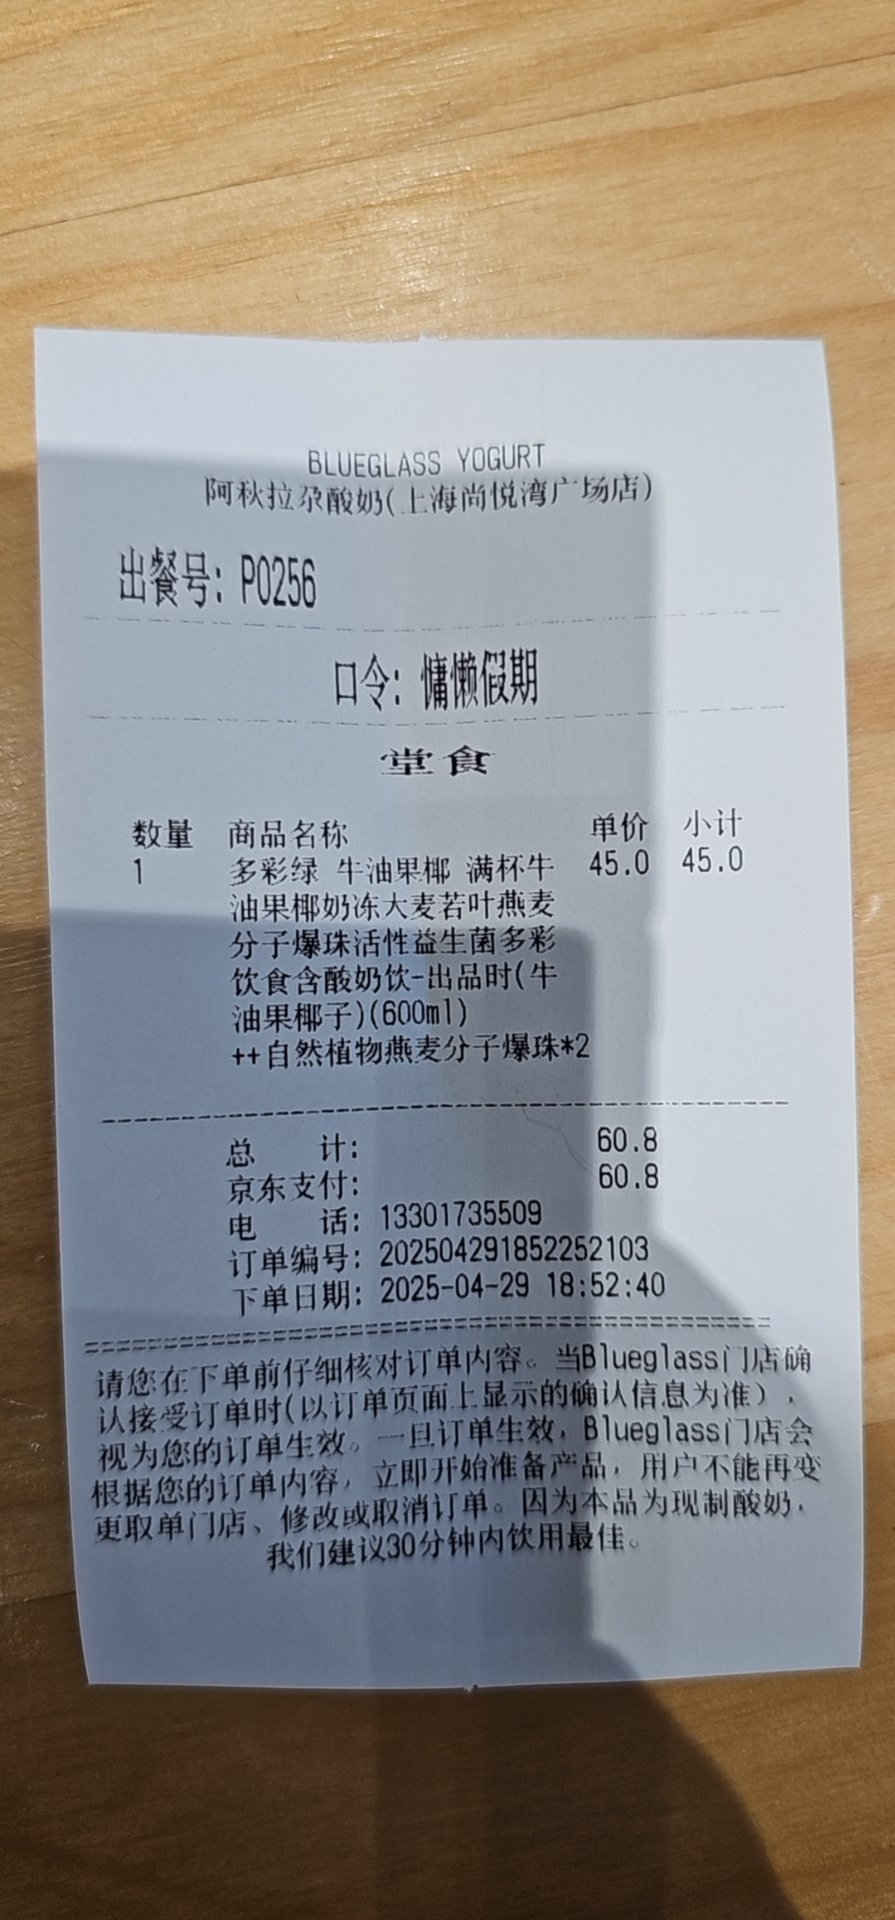 BLUEGLASS YOGURT
阿秋拉尕酸奶(上海尚悦湾广场店)
出餐号: P0256
口令: 慵懒假期
堂食
数量 商品名称 单价 小计
1 多彩绿 牛油果椰 满杯牛 45.0 45.0
油果椰奶冻大麦若叶燕麦
分子爆珠活性益生菌多彩
饮食含酸奶饮-出品时(牛
油果椰子)(600ml)
++自然植物燕麦分子爆珠*2
总 计: 60.8
京东支付: 60.8
电 话: 13301735509
订单编号: 202504291852252103
下单日期: 2025-04-29 18:52:40
请您在下单前仔细核对订单内容。当Blueglass门店确
认接受订单时(以订单页面上显示的确认信息为准),
视为您的订单生效。一旦订单生效,Blueglass门店会
根据您的订单内容,立即开始准备产品,用户不能再变
更取单门店、修改或取消订单。因为本品为现制酸奶,
我们建议30分钟内饮用最佳。